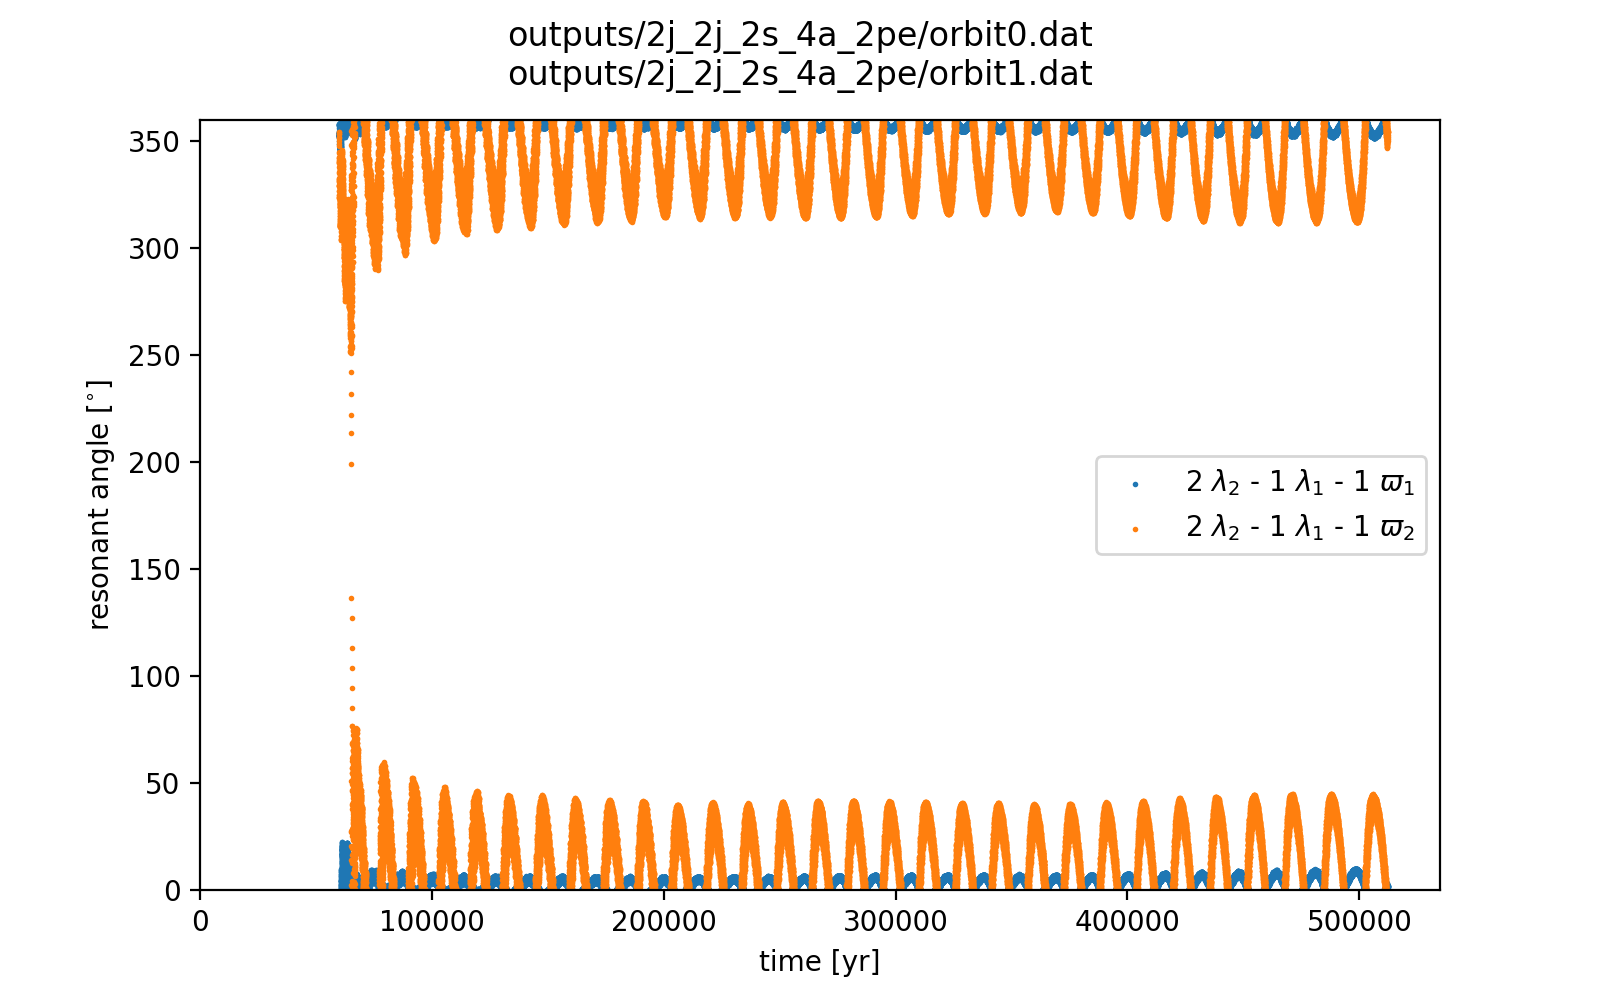 outputs/2j_2j_2s_4a_2pe/orbit0.dat
outputs/2j_2j_2s_4a_2pe/orbit1.dat
350
300
250
200
150
100
50
0
resonant angle [°]
2 λ₂ - 1 λ₁ - 1 ϖ₁
2 λ₂ - 1 λ₁ - 1 ϖ₂
0 100000 200000 300000 400000 500000
time [yr]